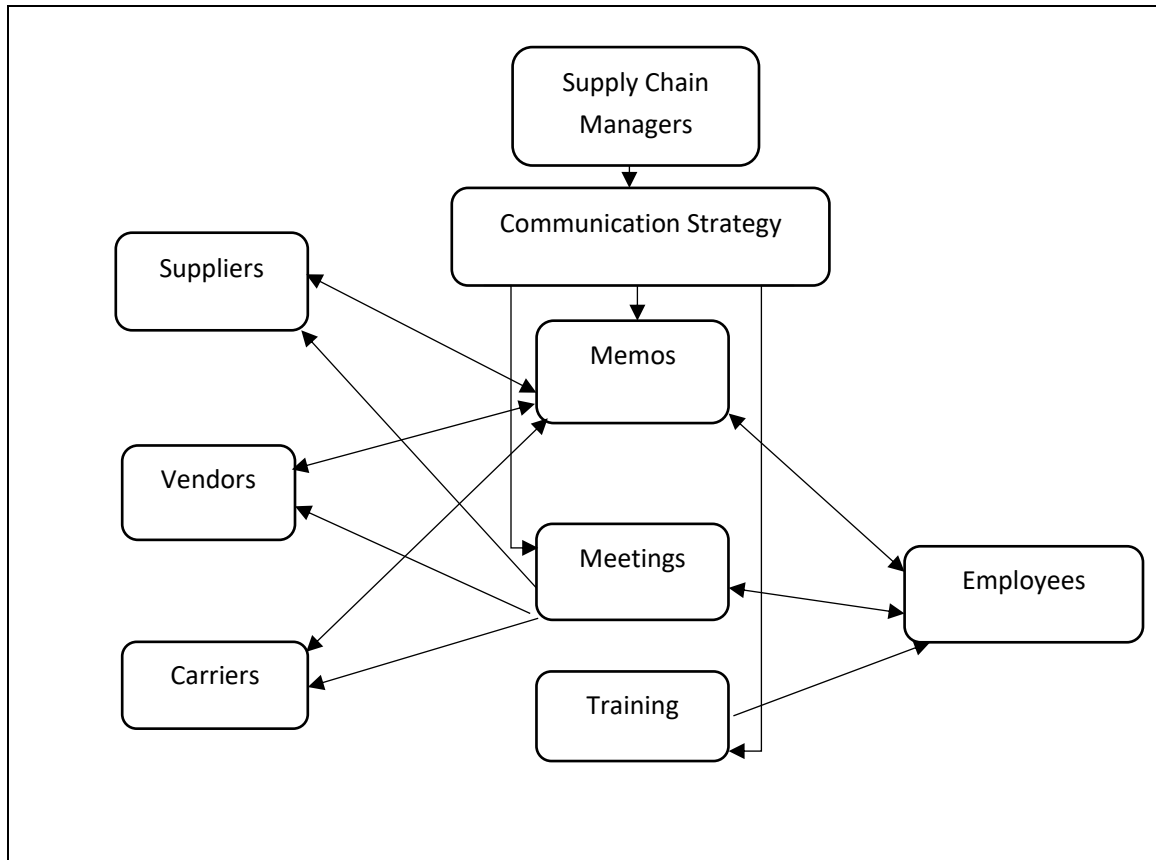 Supply Chain
Managers
Communication Strategy
Suppliers
Memos
Vendors
Meetings
Employees
Carriers
Training